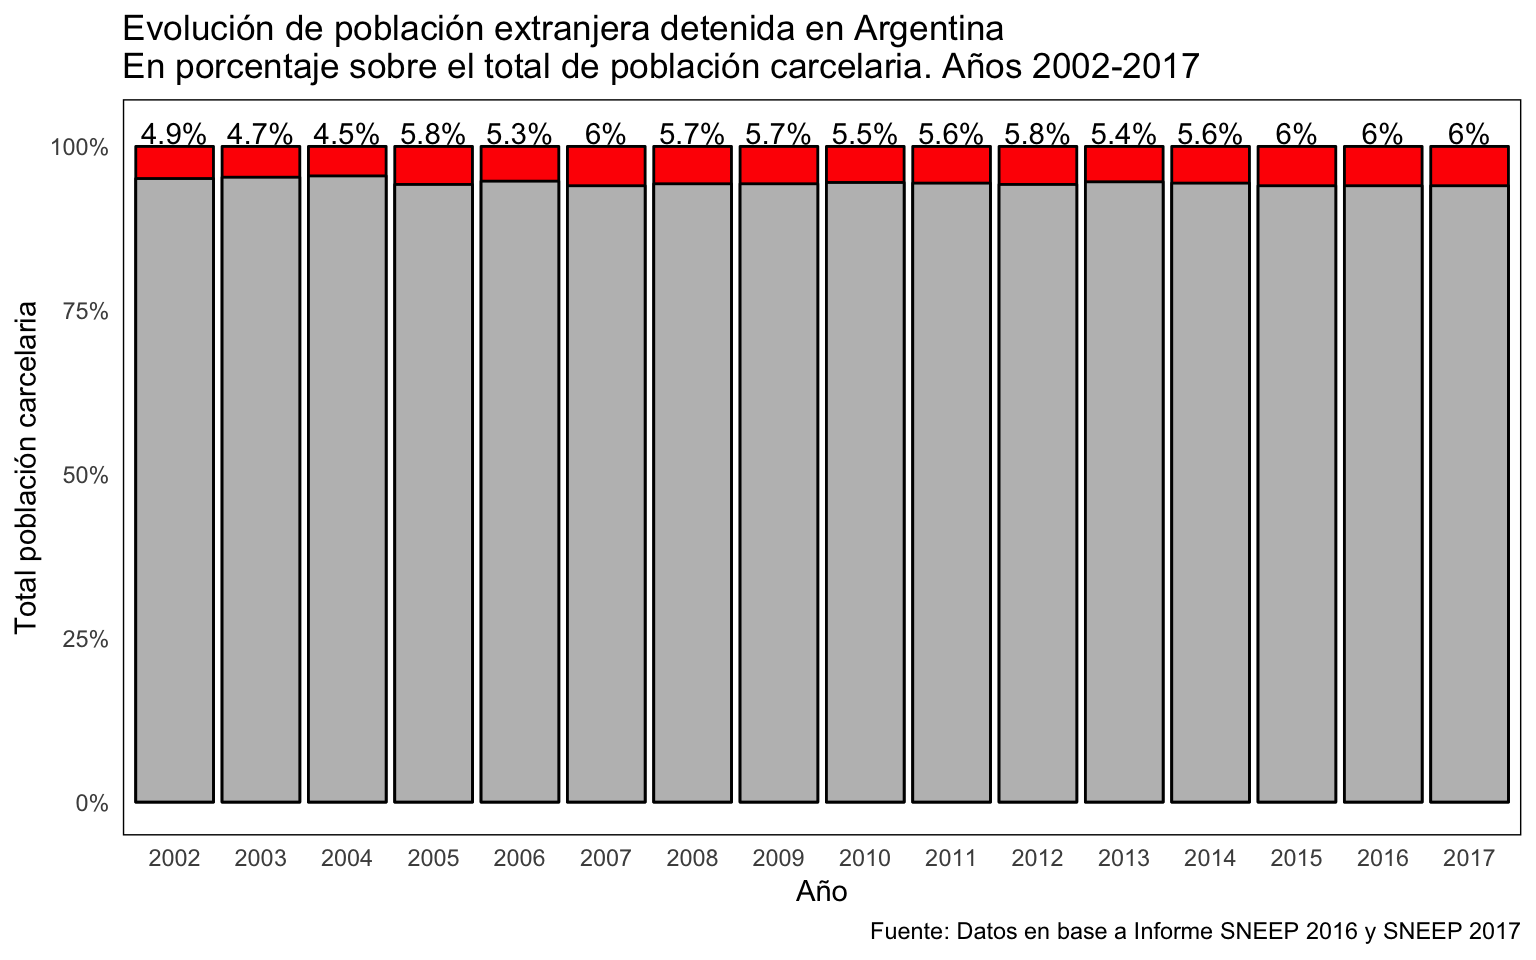 Evolución de población extranjera detenida en Argentina
En porcentaje sobre el total de población carcelaria. Años 2002-2017
4.9% 4.7% 4.5% 5.8% 5.3% 6% 5.7% 5.7% 5.5% 5.6% 5.8% 5.4% 5.6% 6% 6% 6%
100%
75%
50%
25%
0%
Total población carcelaria
2002 2003 2004 2005 2006 2007 2008 2009 2010 2011 2012 2013 2014 2015 2016 2017
Año
Fuente: Datos en base a Informe SNEEP 2016 y SNEEP 2017